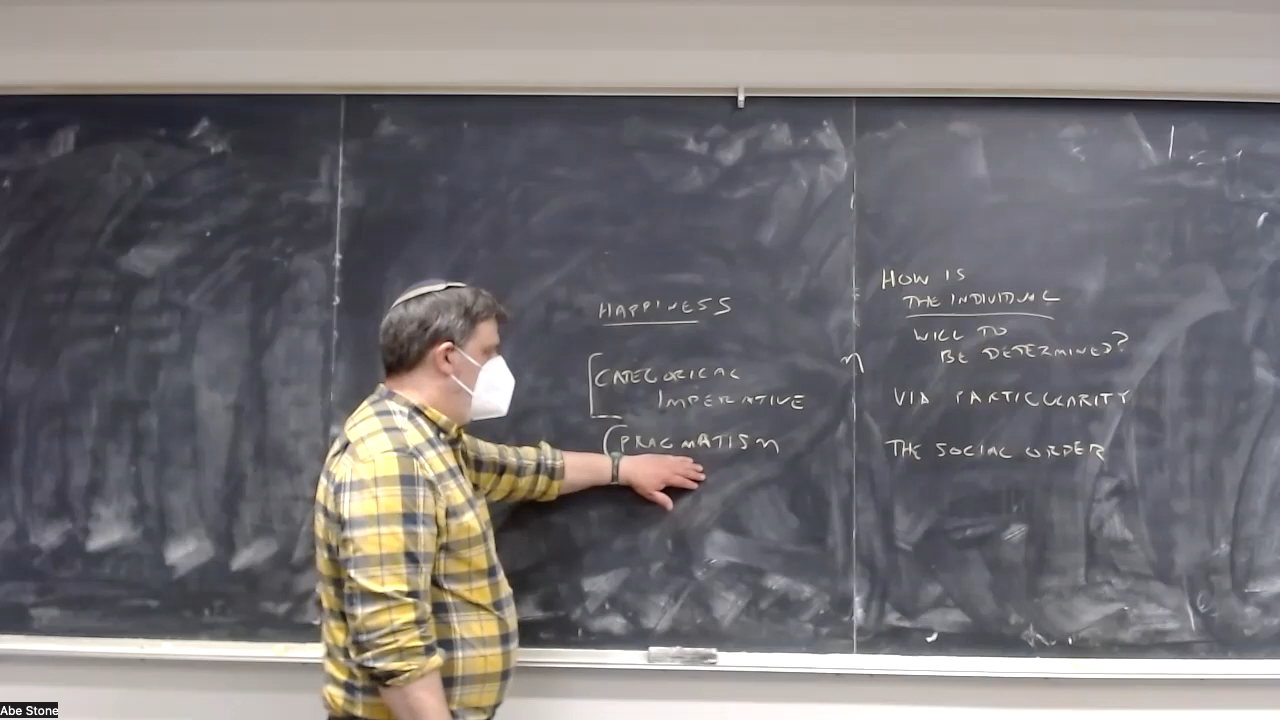 HAPPINESS
CATEGORICAL
IMPERATIVE
PRAGMATISM
HOW IS
THE INDIVIDUAL
WILL TO
BE DETERMINED?
VIA PARTICULARITY
THE SOCIAL ORDER
Abe Stone